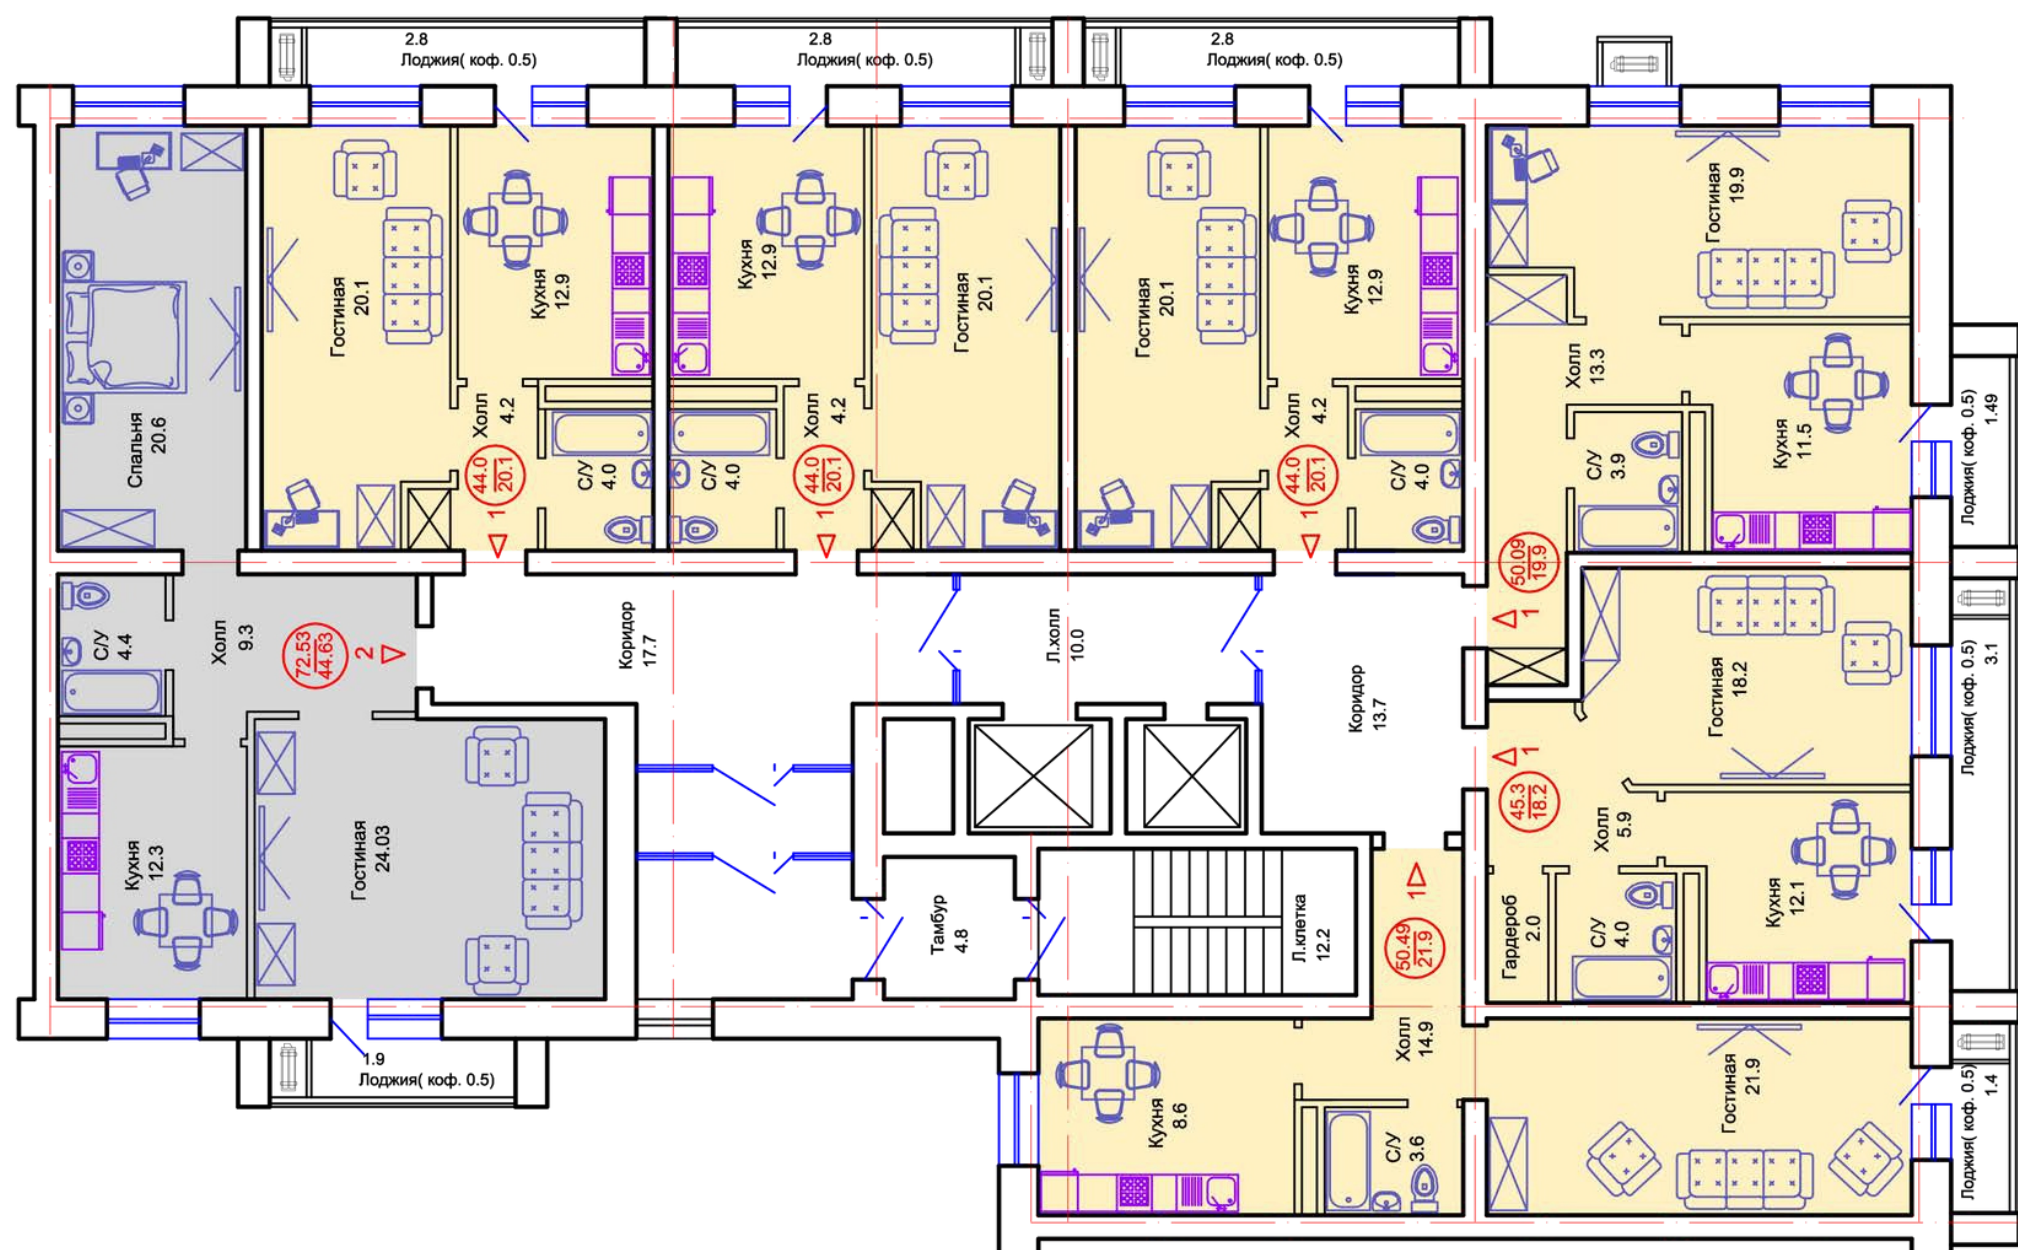 2.8
Лоджия( коф. 0.5)
2.8
Лоджия( коф. 0.5)
2.8
Лоджия( коф. 0.5)
Спальня
20.6
Гостиная
20.1
Кухня
12.9
Холл
4.2
44.0
20.1
1
С/У
4.0
Кухня
12.9
Гостиная
20.1
Холл
4.2
44.0
20.1
1
С/У
4.0
Гостиная
20.1
Кухня
12.9
Холл
4.2
44.0
20.1
1
С/У
4.0
Гостиная
19.9
Холл
13.3
Кухня
11.5
С/У
3.9
50.09
19.9
1
Лоджия( коф. 0.5)
1.49
С/У
4.4
Холл
9.3
72.53
44.63
2
Кухня
12.3
Гостиная
24.03
1.9
Лоджия( коф. 0.5)
Коридор
17.7
Л.холл
10.0
Коридор
13.7
Тамбур
4.8
Л.клетка
12.2
Гостиная
18.2
45.3
18.2
1
Холл
5.9
Гардероб
2.0
С/У
4.0
Кухня
12.1
Лоджия( коф. 0.5)
3.1
50.49
21.9
1
Холл
14.9
Кухня
8.6
С/У
3.6
Гостиная
21.9
Лоджия( коф. 0.5)
1.4